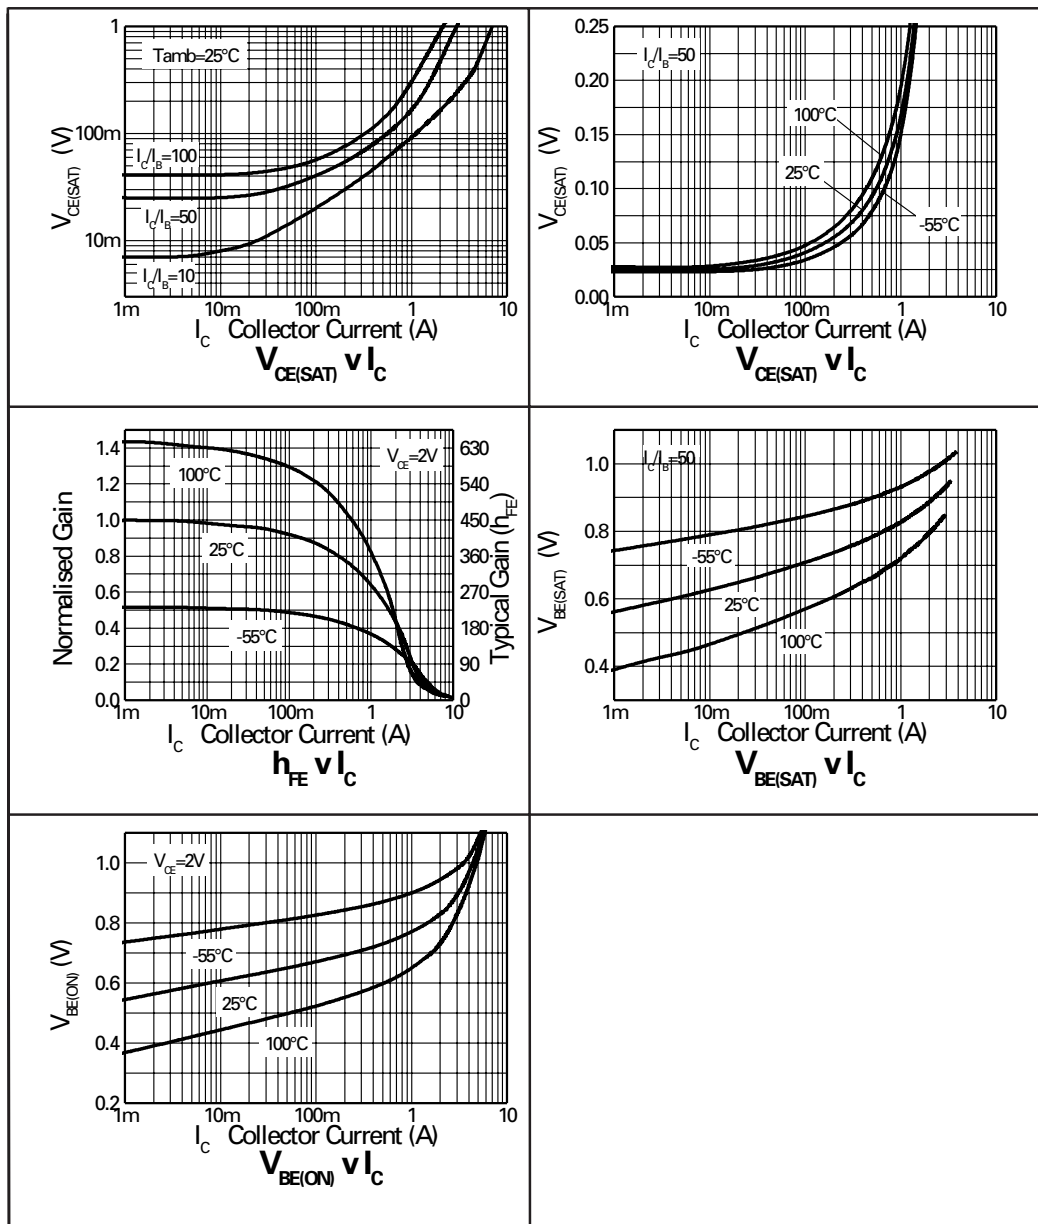 1
Tamb=25°C
100m
I_C/I_B=100
V_CE(SAT) (V)
I_C/I_B=50
10m
I_C/I_B=10
1m 10m 100m 1 10
I_C Collector Current (A)
V_CE(SAT) v I_C
0.25
I_C/I_B=50
0.20
100°C
0.15
25°C
V_CE(SAT) (V)
0.10
-55°C
0.05
0.00
1m 10m 100m 1 10
I_C Collector Current (A)
V_CE(SAT) v I_C
1.4 630
V_CE=2V
100°C
1.2 540
1.0 450
25°C
0.8 360
Normalised Gain
Typical Gain (h_FE)
0.6 270
0.4 180
-55°C
0.2 90
0.0 0
1m 10m 100m 1 10
I_C Collector Current (A)
h_FE v I_C
I_C/I_B=50
1.0
0.8
-55°C
V_BE(SAT) (V)
0.6
25°C
100°C
0.4
1m 10m 100m 1 10
I_C Collector Current (A)
V_BE(SAT) v I_C
V_CE=2V
1.0
0.8
-55°C
V_BE(ON) (V)
0.6
25°C
0.4
100°C
0.2
1m 10m 100m 1 10
I_C Collector Current (A)
V_BE(ON) v I_C